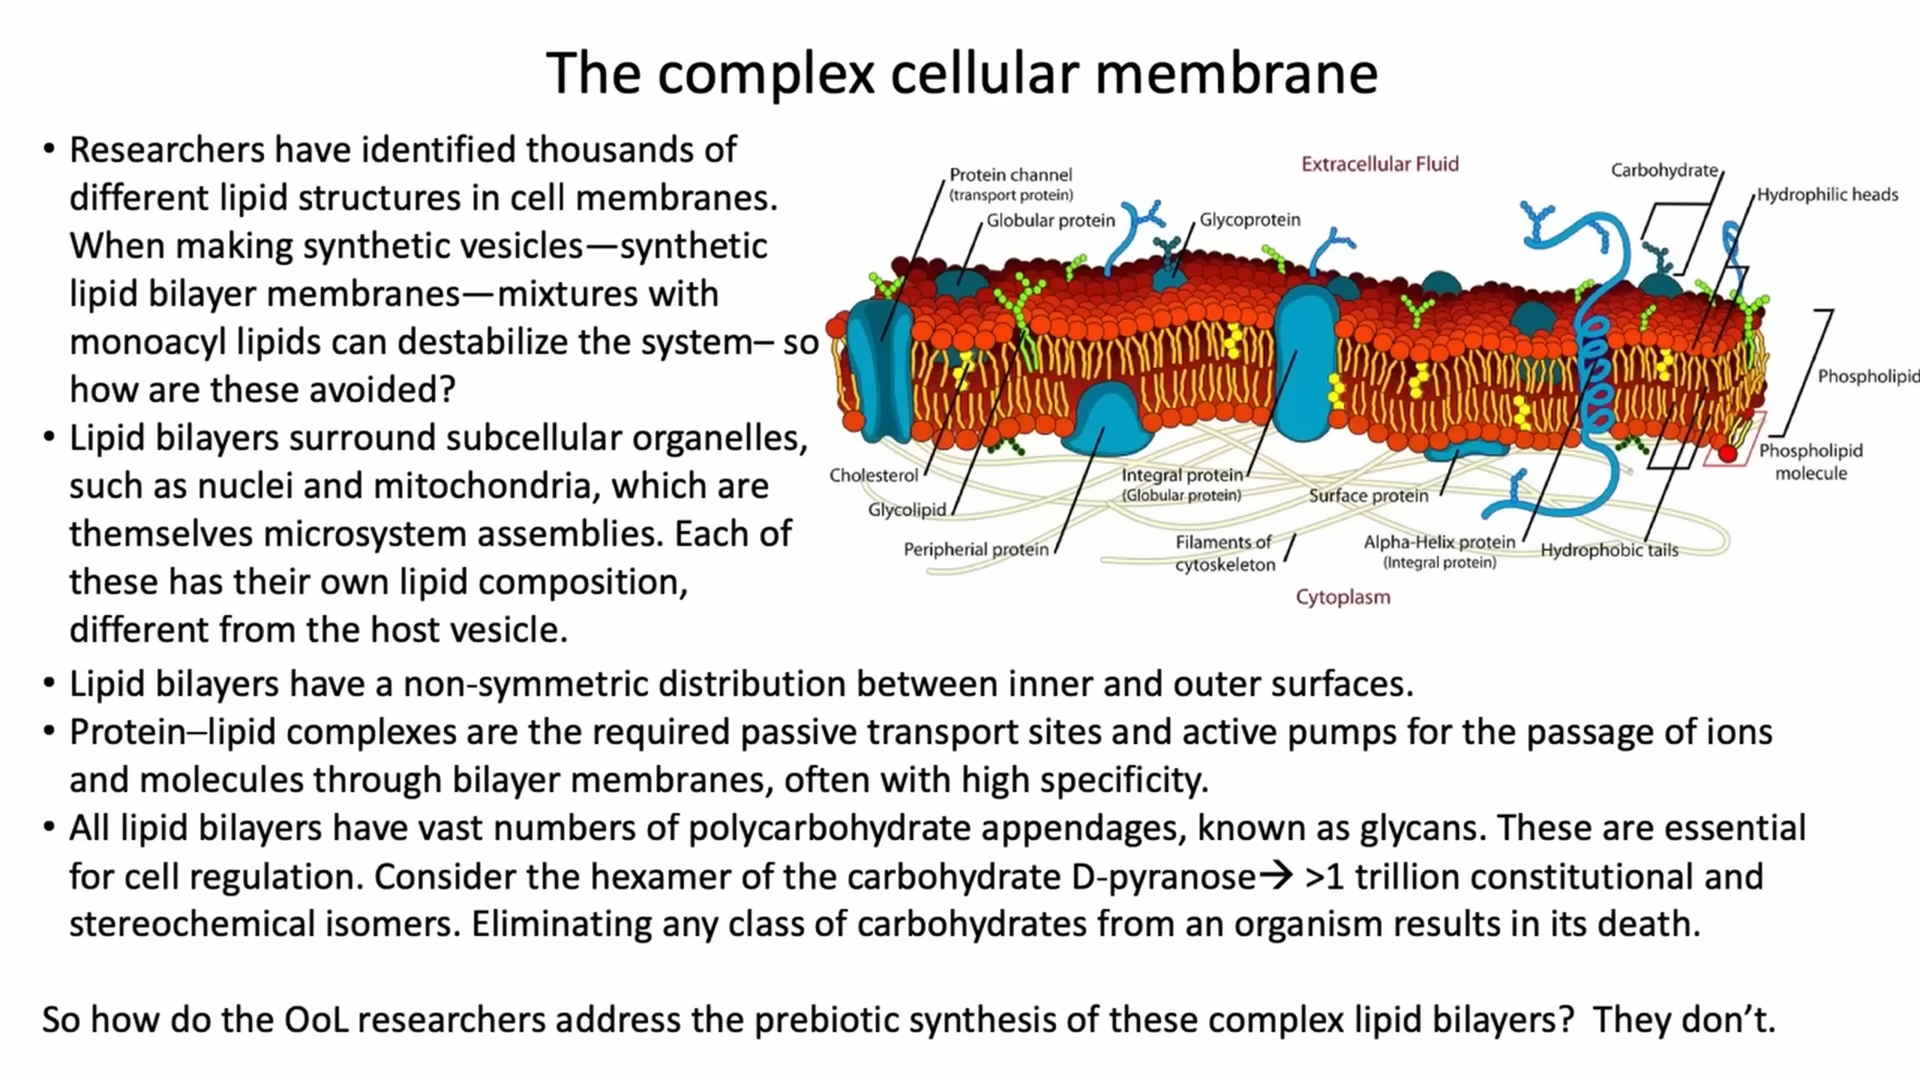 The complex cellular membrane
• Researchers have identified thousands of
different lipid structures in cell membranes.
When making synthetic vesicles—synthetic
lipid bilayer membranes—mixtures with
monoacyl lipids can destabilize the system– so
how are these avoided?
• Lipid bilayers surround subcellular organelles,
such as nuclei and mitochondria, which are
themselves microsystem assemblies. Each of
these has their own lipid composition,
different from the host vesicle.
Extracellular Fluid
Protein channel
(transport protein)
Globular protein
Glycoprotein
Carbohydrate
Hydrophilic heads
Phospholipid
Phospholipid
molecule
Cholesterol
Glycolipid
Peripherial protein
Integral protein
(Globular protein)
Surface protein
Filaments of
cytoskeleton
Alpha-Helix protein
(Integral protein)
Hydrophobic tails
Cytoplasm
• Lipid bilayers have a non-symmetric distribution between inner and outer surfaces.
• Protein–lipid complexes are the required passive transport sites and active pumps for the passage of ions
and molecules through bilayer membranes, often with high specificity.
• All lipid bilayers have vast numbers of polycarbohydrate appendages, known as glycans. These are essential
for cell regulation. Consider the hexamer of the carbohydrate D-pyranose→ >1 trillion constitutional and
stereochemical isomers. Eliminating any class of carbohydrates from an organism results in its death.
So how do the OoL researchers address the prebiotic synthesis of these complex lipid bilayers?  They don't.